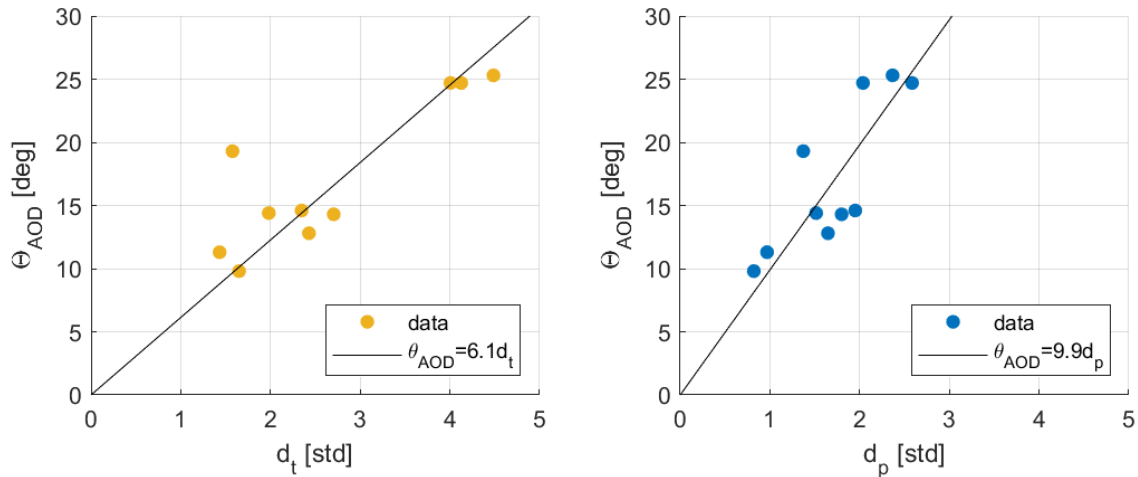 30
25
20
15
10
5
0
Θ_AOD [deg]
data
θ_AOD=6.1d_t
0 1 2 3 4 5
d_t [std]
30
25
20
15
10
5
0
Θ_AOD [deg]
data
θ_AOD=9.9d_p
0 1 2 3 4 5
d_p [std]